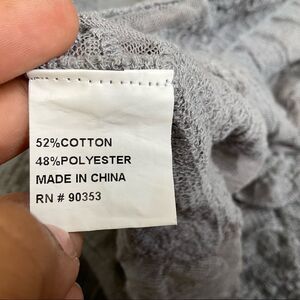 52%COTTON
48%POLYESTER
MADE IN CHINA
RN # 90353